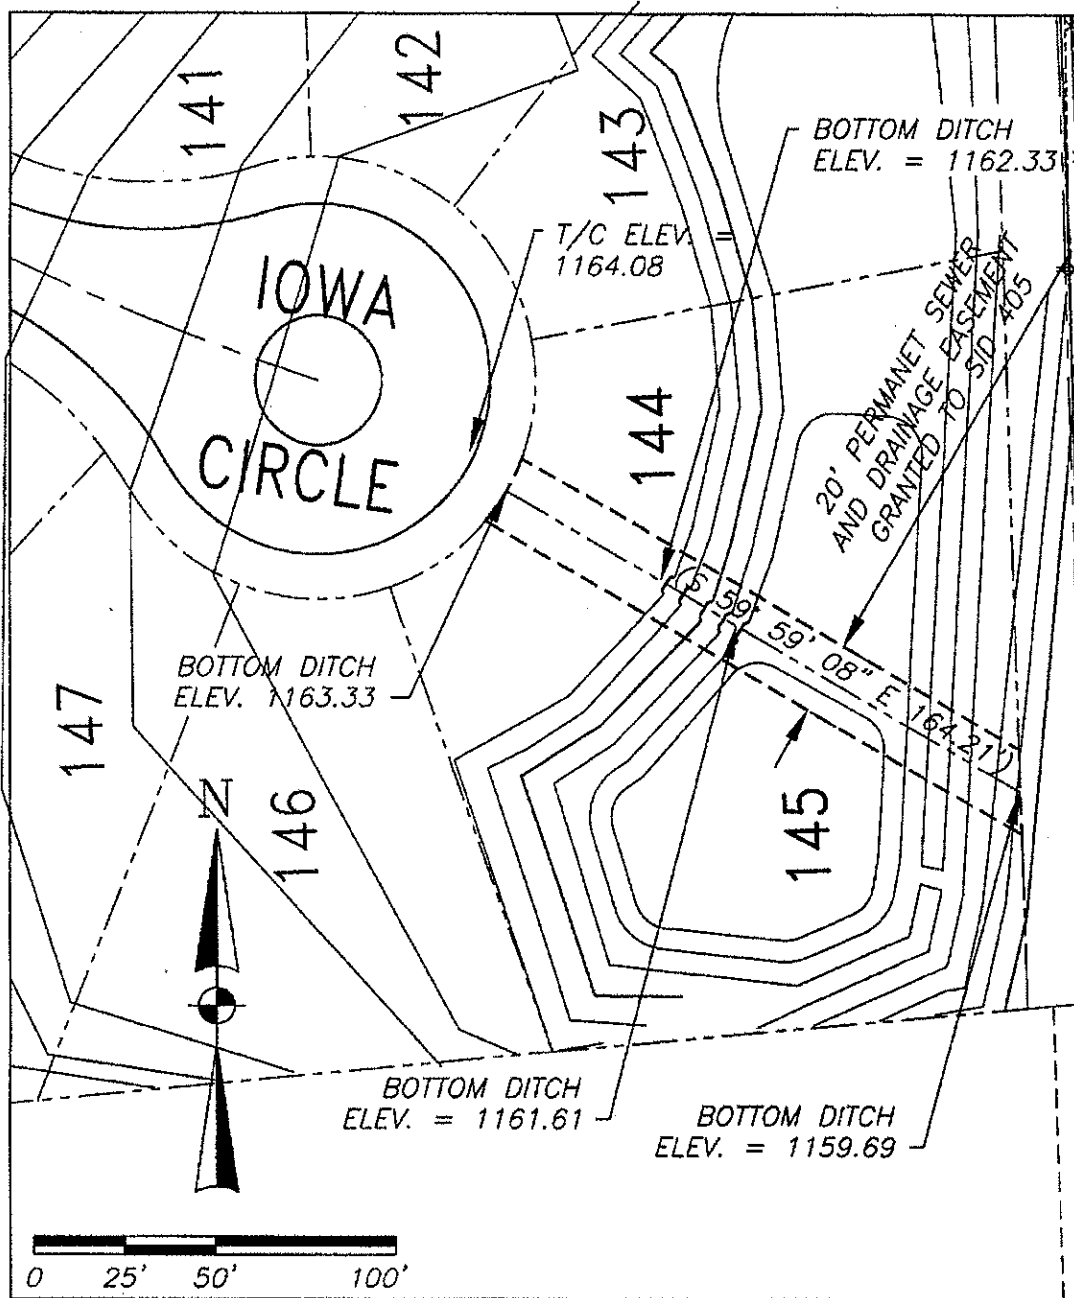 141
142
143
BOTTOM DITCH
ELEV. = 1162.33
T/C ELEV. =
1164.08
IOWA
CIRCLE
20' PERMANET SEWER
AND DRAINAGE EASEMENT
GRANTED TO SID 405
144
(S 59° 59' 08" E 164.21')
BOTTOM DITCH
ELEV. 1163.33
147
N
146
145
BOTTOM DITCH
ELEV. = 1161.61
BOTTOM DITCH
ELEV. = 1159.69
0 25' 50' 100'